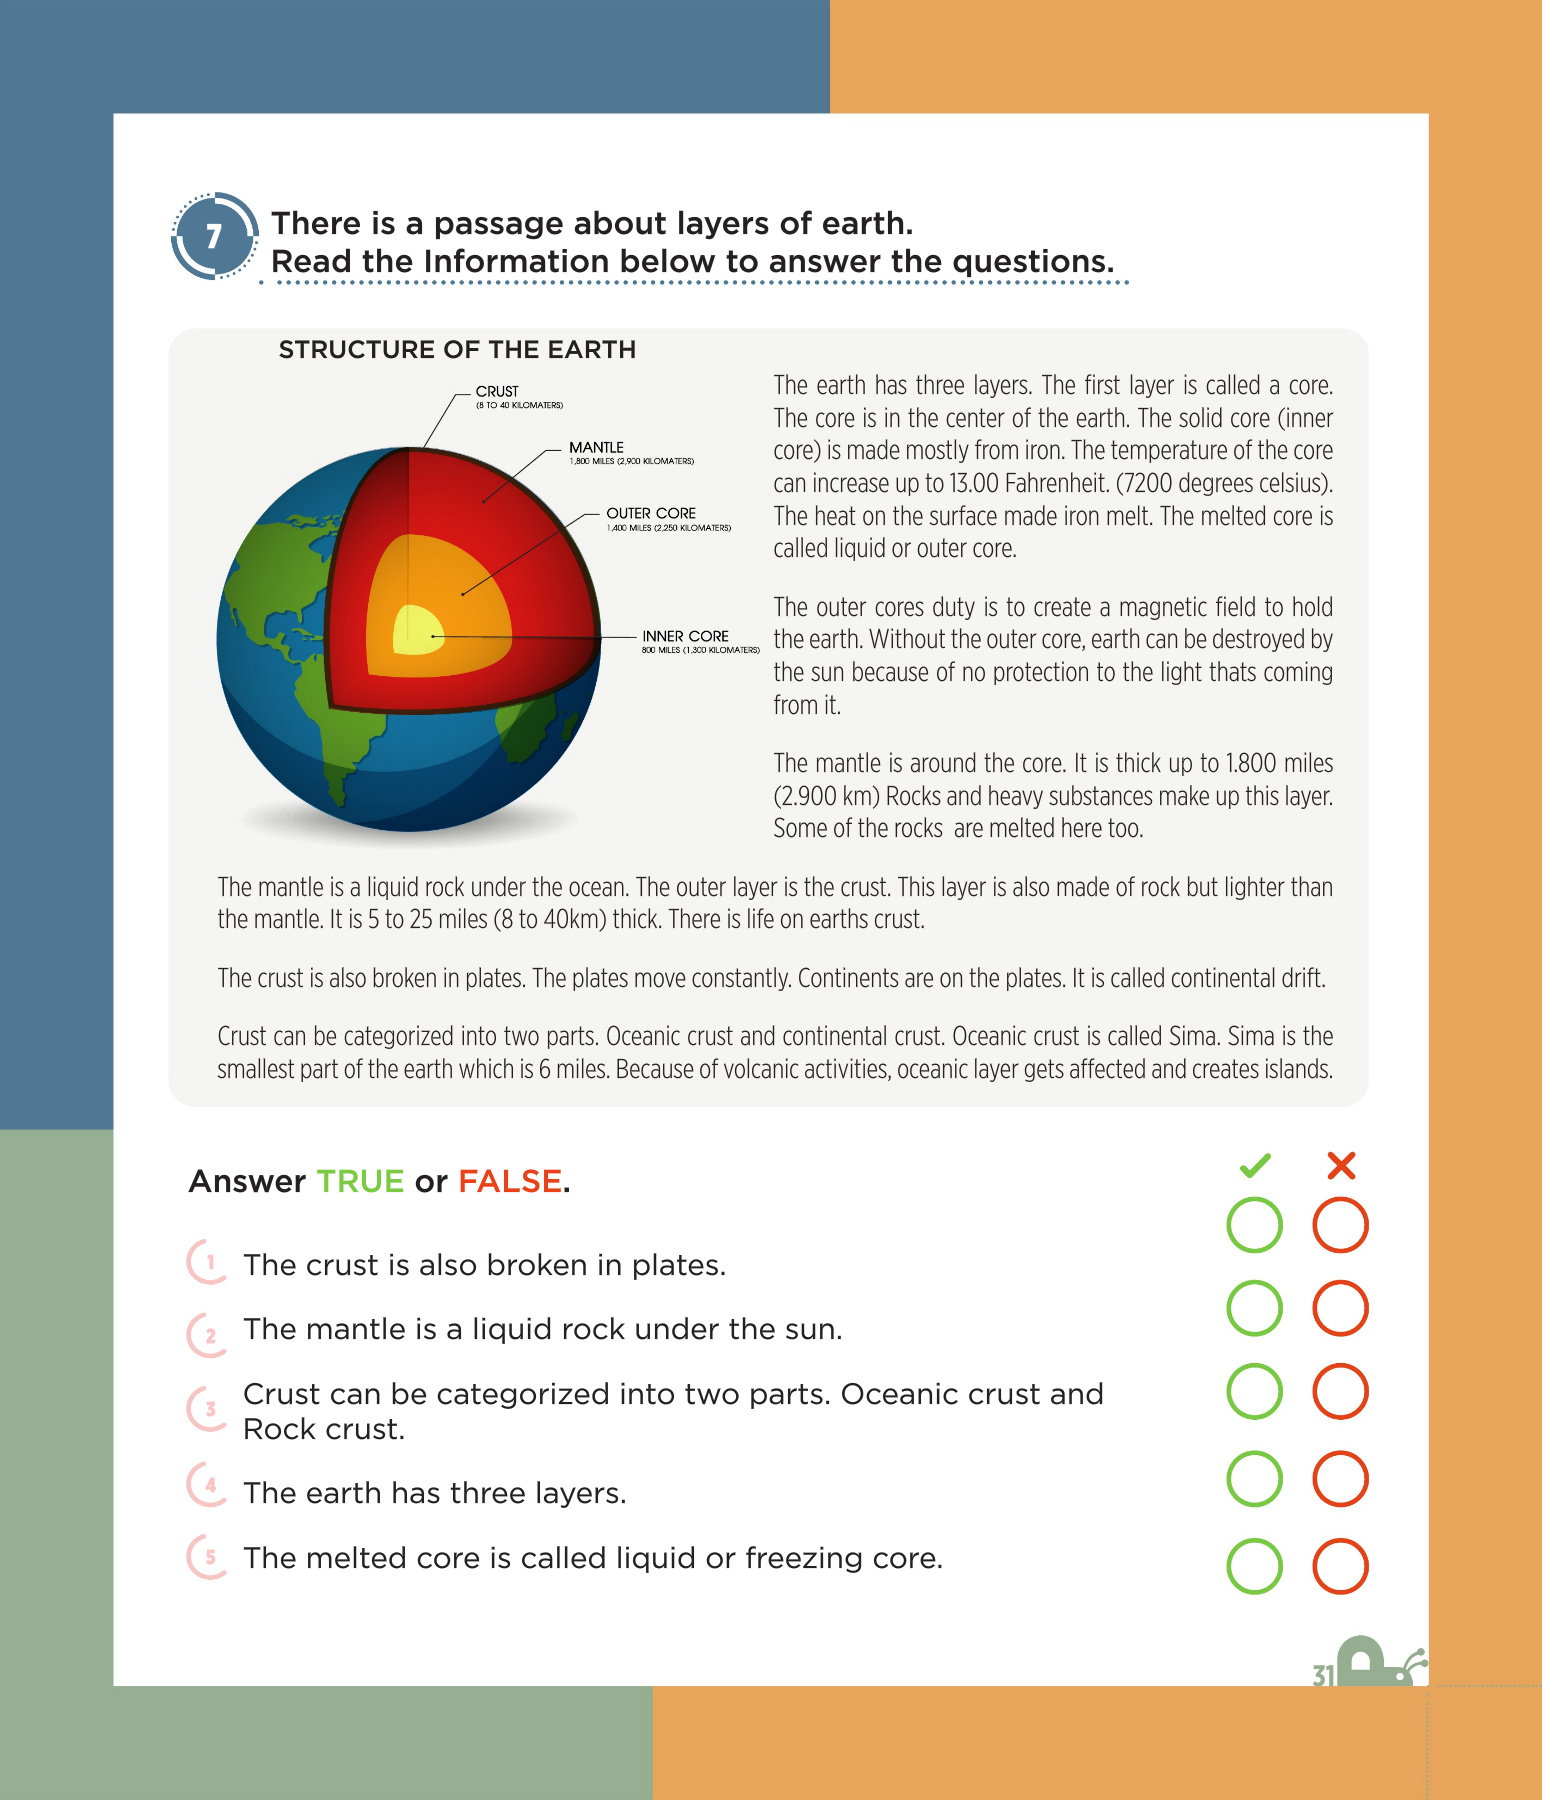 7
There is a passage about layers of earth.
Read the Information below to answer the questions.
STRUCTURE OF THE EARTH
CRUST
(8 TO 40 KILOMATERS)
MANTLE
1,800 MILES (2,900 KILOMATERS)
OUTER CORE
1,400 MILES (2,250 KILOMATERS)
INNER CORE
800 MILES (1,300 KILOMATERS)
The earth has three layers. The first layer is called a core.
The core is in the center of the earth. The solid core (inner
core) is made mostly from iron. The temperature of the core
can increase up to 13.00 Fahrenheit. (7200 degrees celsius).
The heat on the surface made iron melt. The melted core is
called liquid or outer core.
The outer cores duty is to create a magnetic field to hold
the earth. Without the outer core, earth can be destroyed by
the sun because of no protection to the light thats coming
from it.
The mantle is around the core. It is thick up to 1.800 miles
(2.900 km) Rocks and heavy substances make up this layer.
Some of the rocks are melted here too.
The mantle is a liquid rock under the ocean. The outer layer is the crust. This layer is also made of rock but lighter than
the mantle. It is 5 to 25 miles (8 to 40km) thick. There is life on earths crust.
The crust is also broken in plates. The plates move constantly. Continents are on the plates. It is called continental drift.
Crust can be categorized into two parts. Oceanic crust and continental crust. Oceanic crust is called Sima. Sima is the
smallest part of the earth which is 6 miles. Because of volcanic activities, oceanic layer gets affected and creates islands.
Answer TRUE or FALSE.
1 The crust is also broken in plates.
2 The mantle is a liquid rock under the sun.
3 Crust can be categorized into two parts. Oceanic crust and
Rock crust.
4 The earth has three layers.
5 The melted core is called liquid or freezing core.
31